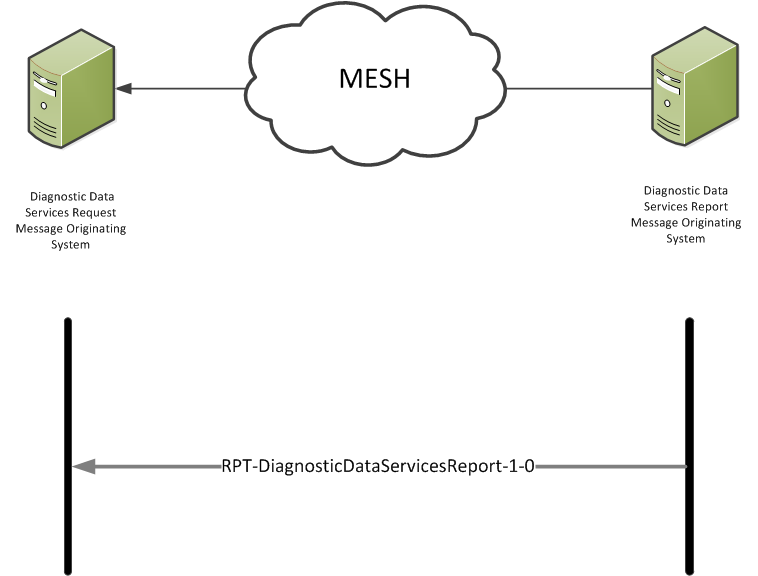 MESH
Diagnostic Data
Services Request
Message Originating
System
Diagnostic Data
Services Report
Message Originating
System
RPT-DiagnosticDataServicesReport-1-0